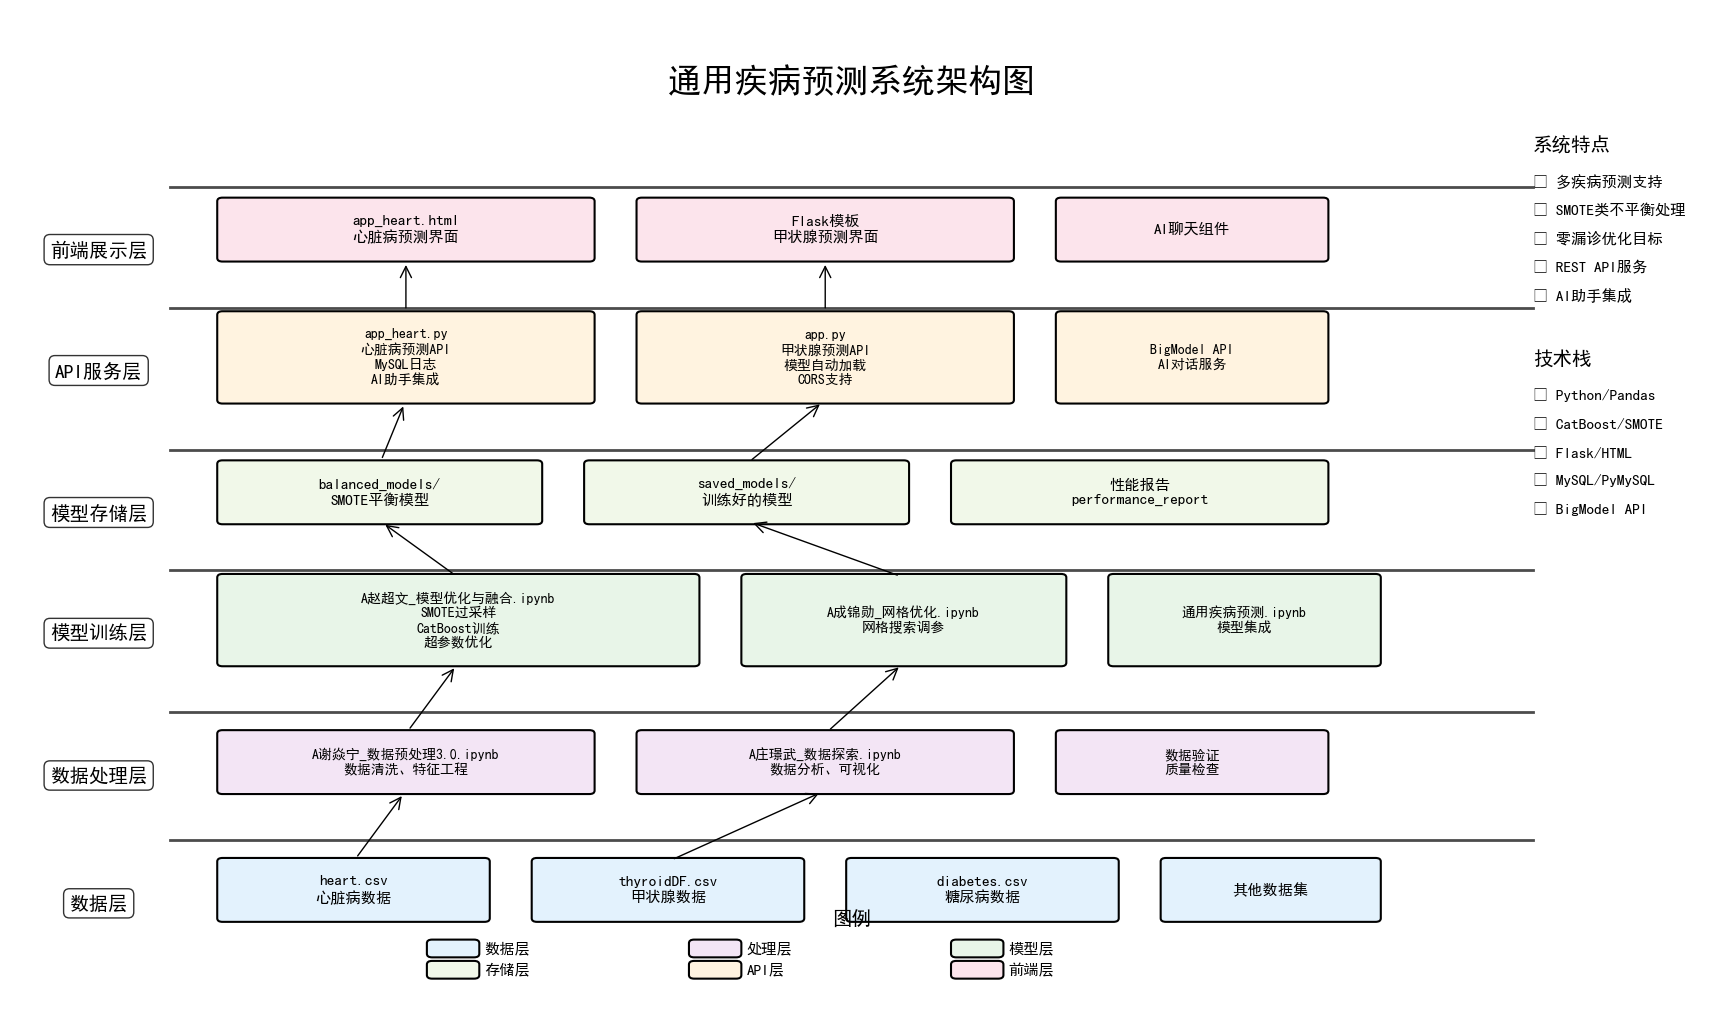 通用疾病预测系统架构图
系统特点
□ 多疾病预测支持
□ SMOTE类不平衡处理
□ 零漏诊优化目标
□ REST API服务
□ AI助手集成
技术栈
□ Python/Pandas
□ CatBoost/SMOTE
□ Flask/HTML
□ MySQL/PyMySQL
□ BigModel API
前端展示层
app_heart.html
心脏病预测界面
Flask模板
甲状腺预测界面
AI聊天组件
API服务层
app_heart.py
心脏病预测API
MySQL日志
AI助手集成
app.py
甲状腺预测API
模型自动加载
CORS支持
BigModel API
AI对话服务
模型存储层
balanced_models/
SMOTE平衡模型
saved_models/
训练好的模型
性能报告
performance_report
模型训练层
A赵超文_模型优化与融合.ipynb
SMOTE过采样
CatBoost训练
超参数优化
A成锦勋_网格优化.ipynb
网格搜索调参
通用疾病预测.ipynb
模型集成
数据处理层
A谢焱宁_数据预处理3.0.ipynb
数据清洗、特征工程
A庄璟武_数据探索.ipynb
数据分析、可视化
数据验证
质量检查
数据层
heart.csv
心脏病数据
thyroidDF.csv
甲状腺数据
diabetes.csv
糖尿病数据
其他数据集
图例
数据层
处理层
模型层
存储层
API层
前端层